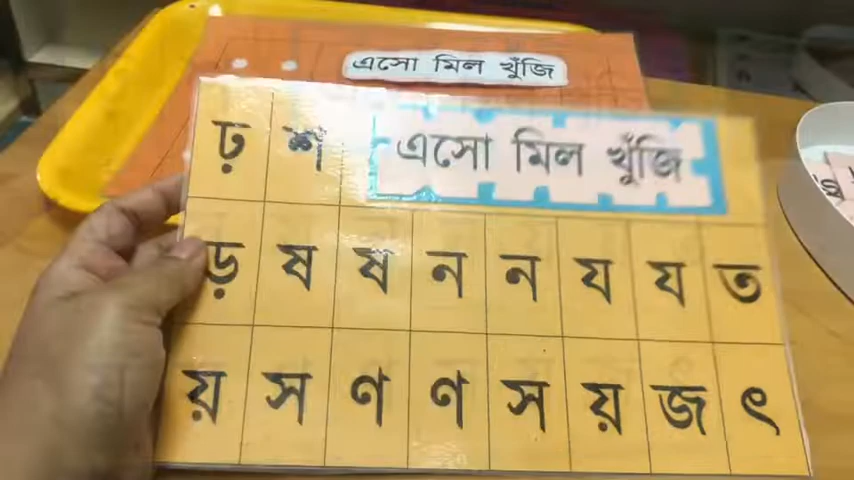 এসো মিল খুঁজি
ঢ় শ এসো মিল খুঁজি
ড় ষ ষ ন ন য য ত
য় স ণ ণ স য় জ ৎ